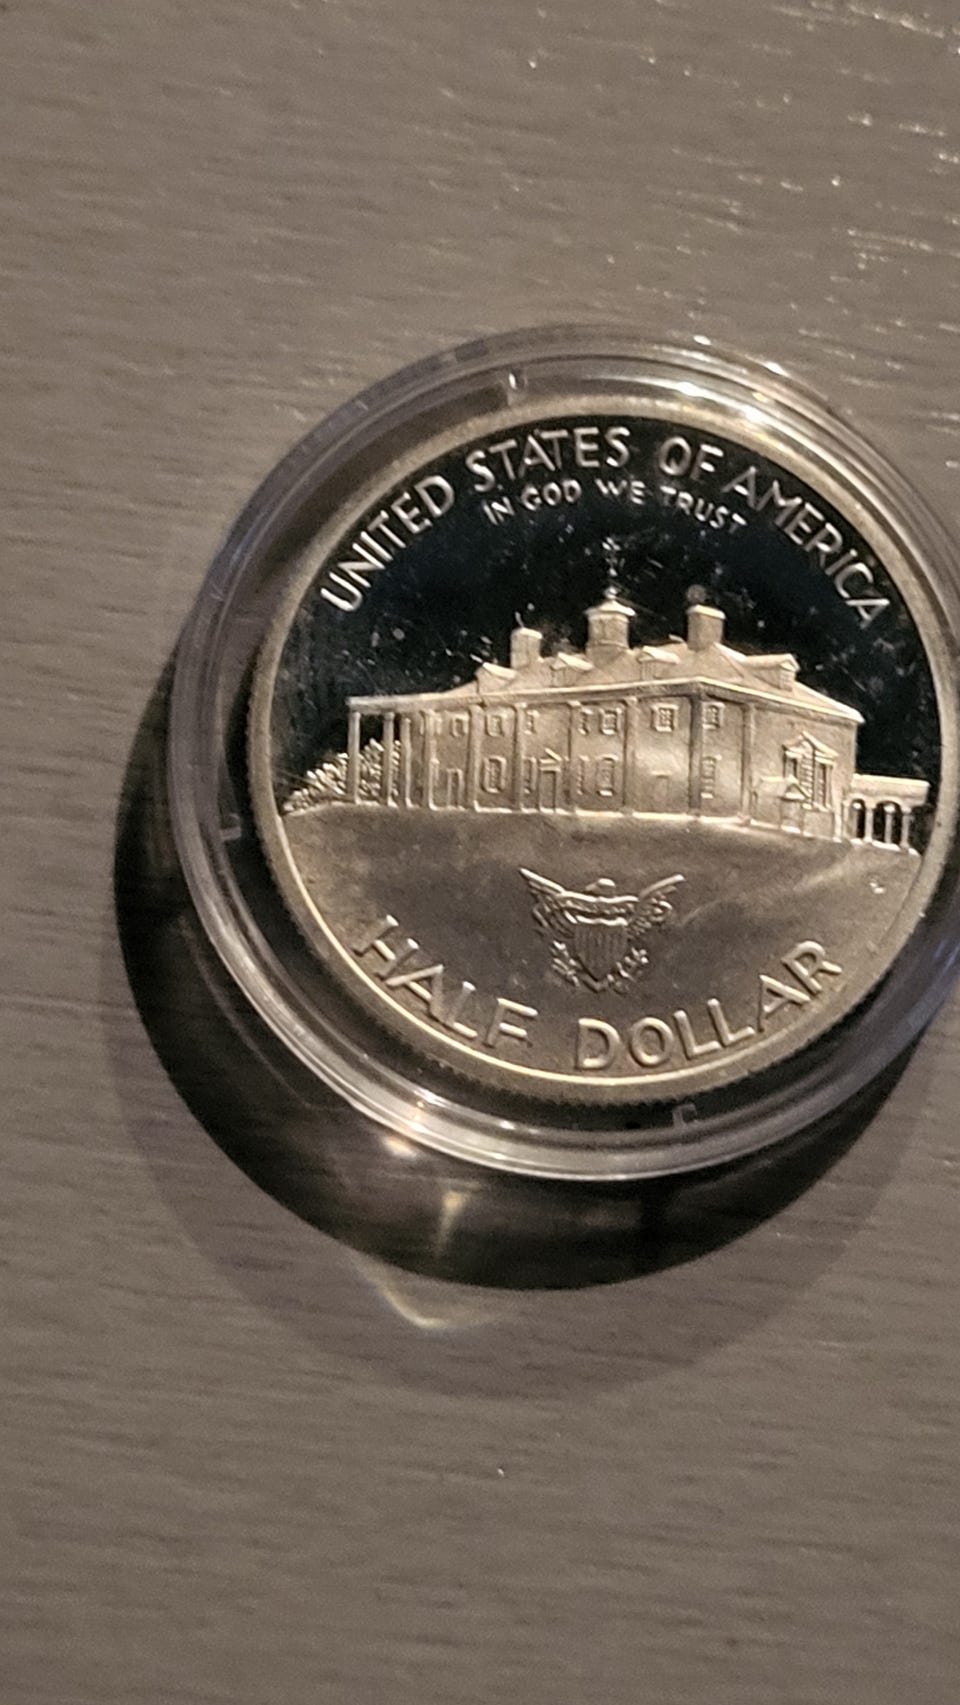 UNITED STATES OF AMERICA
IN GOD WE TRUST
HALF DOLLAR